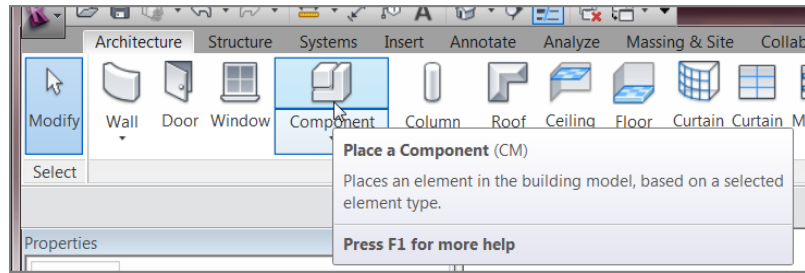 Architecture Structure Systems Insert Annotate Analyze Massing & Site
Modify Wall Door Window Component Column Roof Ceiling Floor Curtain Curtain
Place a Component (CM)
Select
Places an element in the building model, based on a selected
element type.
Properties
Press F1 for more help